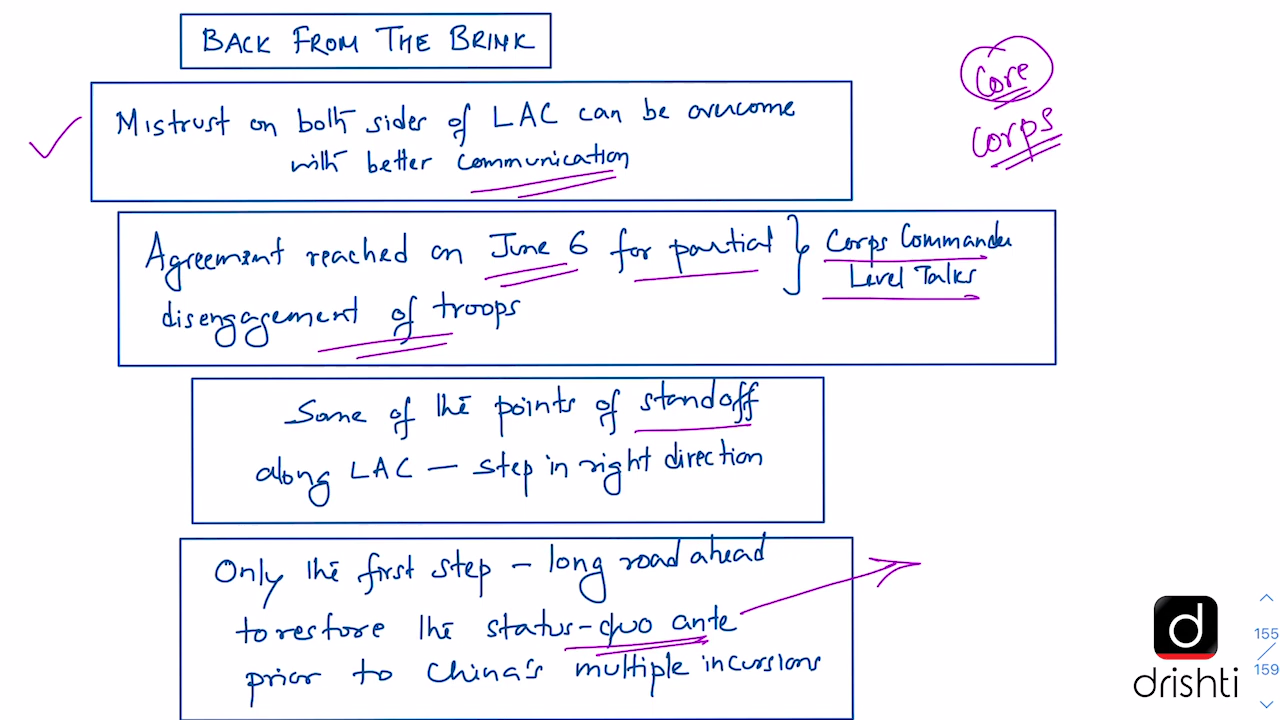 BACK FROM THE BRINK
Core
Corps
Mistrust on both sides of LAC can be overcome
with better communication
Agreement reached on June 6 for partial } Corps Commander
Level Talks
disengagement of troops
Some of the points of standoff
along LAC – step in right direction
Only the first step – long road ahead
to restore the status-quo ante
prior to China's multiple incursions
d
drishti
155
/
159